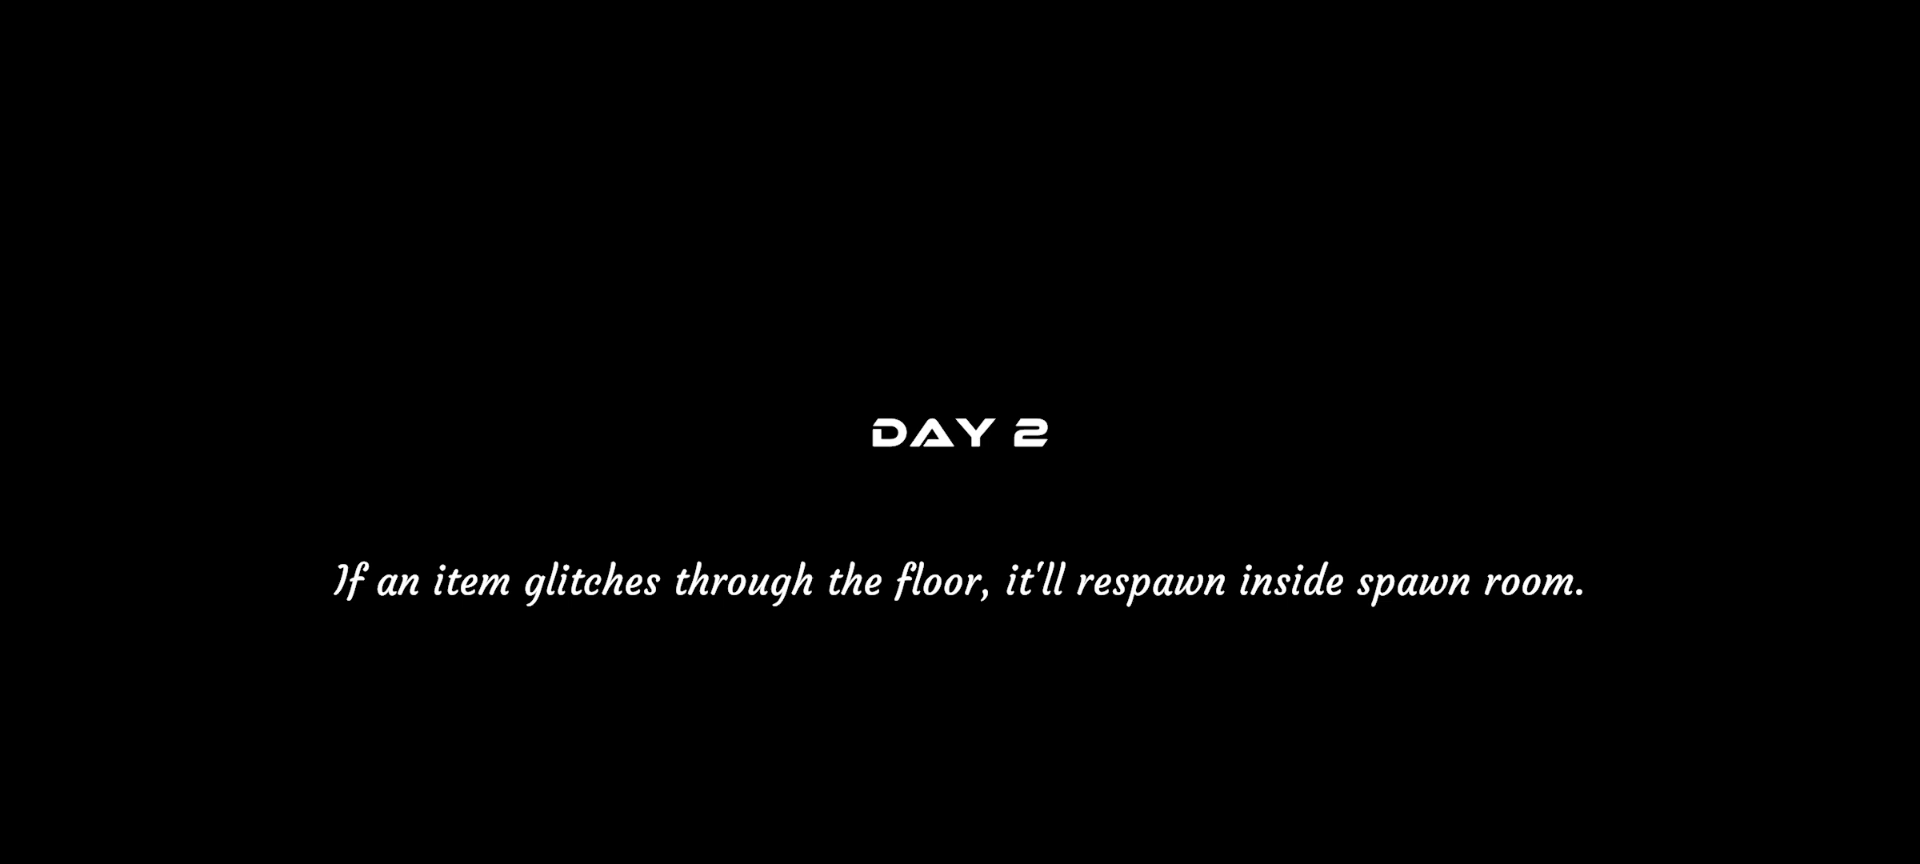 DAY 2
If an item glitches through the floor, it'll respawn inside spawn room.